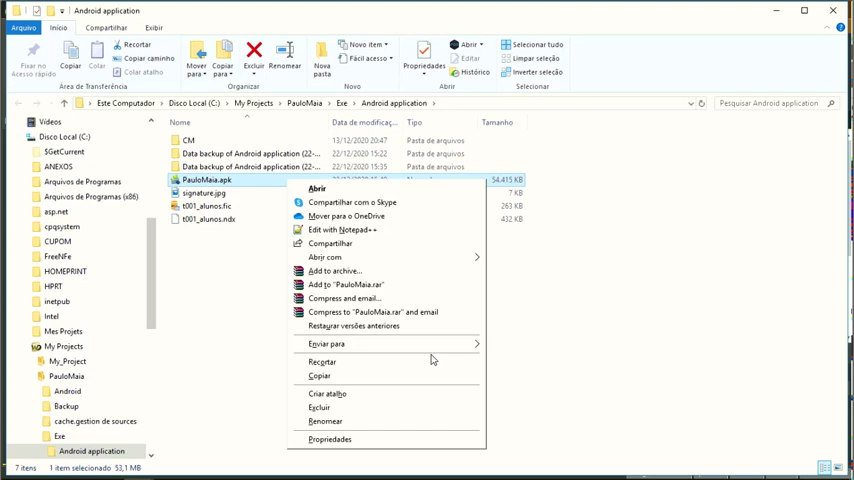 Android application
Arquivo
Início
Compartilhar
Exibir
Fixar no
Acesso rápido
Copiar
Colar
Recortar
Copiar caminho
Colar atalho
Área de Transferência
Mover
para
Copiar
para
Excluir
Renomear
Organizar
Nova
pasta
Novo item
Fácil acesso
Novo
Propriedades
Abrir
Editar
Histórico
Abrir
Selecionar tudo
Limpar seleção
Inverter seleção
Selecionar
Este Computador > Disco Local (C:) > My Projects > PauloMaia > Exe > Android application
Pesquisar Android application
Nome Data de modificaç... Tipo Tamanho
CM 13/12/2020 20:47 Pasta de arquivos
Data backup of Android application (22-... 22/12/2020 15:22 Pasta de arquivos
Data backup of Android application (22-... 22/12/2020 15:35 Pasta de arquivos
PauloMaia.apk 54.415 KB
signature.jpg 7 KB
t001_alunos.fic 263 KB
t001_alunos.ndx 432 KB
Vídeos
Disco Local (C:)
$GetCurrent
ANEXOS
Arquivos de Programas
Arquivos de Programas (x86)
asp.net
cpqsystem
CUPOM
FreeNFe
HOMEPRINT
HPRT
inetpub
Intel
Mes Projets
My Projects
My_Project
PauloMaia
Android
Backup
cache.gestion de sources
Exe
Android application
Abrir
Compartilhar com o Skype
Mover para o OneDrive
Edit with Notepad++
Compartilhar
Abrir com
Add to archive...
Add to "PauloMaia.rar"
Compress and email...
Compress to "PauloMaia.rar" and email
Restaurar versões anteriores
Enviar para
Recortar
Copiar
Criar atalho
Excluir
Renomear
Propriedades
7 itens 1 item selecionado 53,1 MB